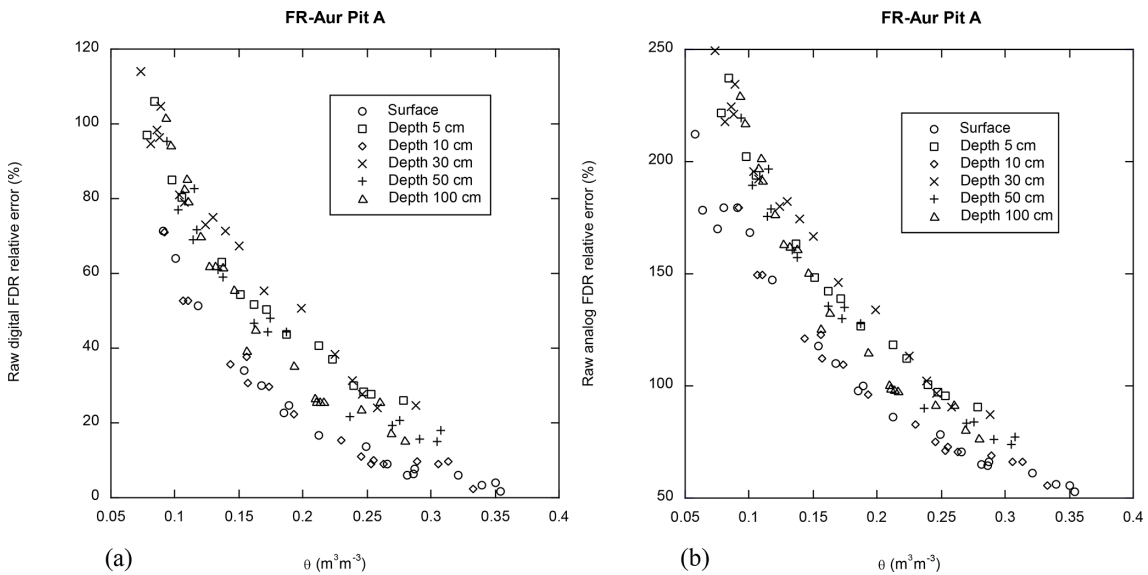 FR-Aur Pit A
Raw digital FDR relative error (%)
120
100
80
60
40
20
0
Surface
Depth 5 cm
Depth 10 cm
Depth 30 cm
Depth 50 cm
Depth 100 cm
0.05 0.1 0.15 0.2 0.25 0.3 0.35 0.4
(a)
θ (m³m⁻³)
FR-Aur Pit A
Raw analog FDR relative error (%)
250
200
150
100
50
Surface
Depth 5 cm
Depth 10 cm
Depth 30 cm
Depth 50 cm
Depth 100 cm
0.05 0.1 0.15 0.2 0.25 0.3 0.35 0.4
(b)
θ (m³m⁻³)